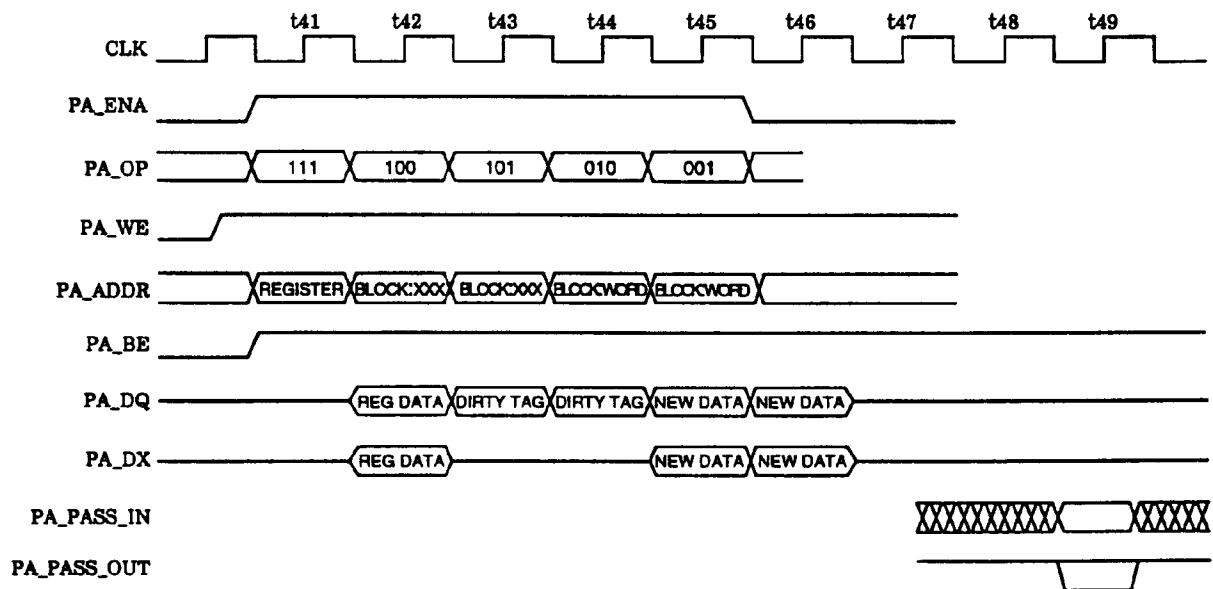 t41 t42 t43 t44 t45 t46 t47 t48 t49
CLK
PA_ENA
PA_OP 111 100 101 010 001
PA_WE
PA_ADDR REGISTER BLOCK:XXX BLOCK:XXX BLOCK:WORD BLOCK:WORD
PA_BE
PA_DQ REG DATA DIRTY TAG DIRTY TAG NEW DATA NEW DATA
PA_DX REG DATA NEW DATA NEW DATA
PA_PASS_IN
PA_PASS_OUT